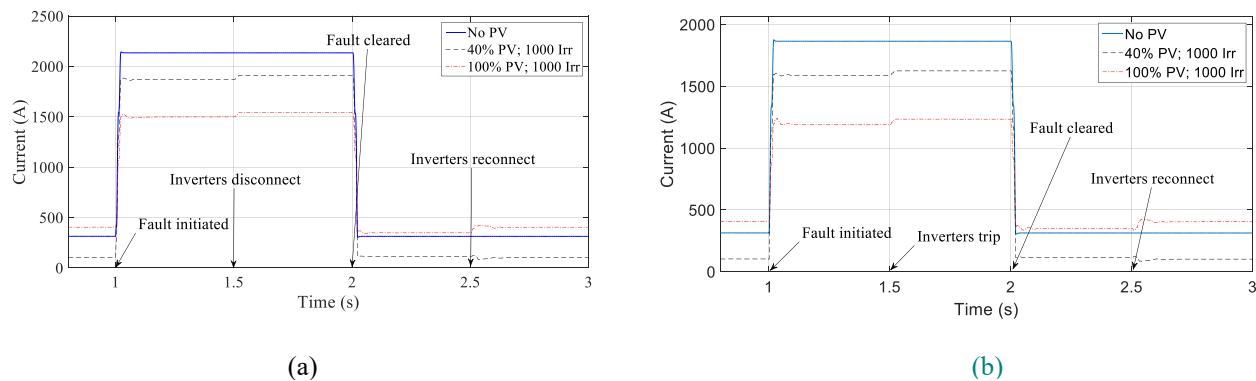 2500
2000
1500
1000
500
0
Current (A)
No PV
40% PV; 1000 Irr
100% PV; 1000 Irr
Fault cleared
Inverters reconnect
Inverters disconnect
Fault initiated
1
1.5
2
2.5
3
Time (s)
(a)
2000
1500
1000
500
0
Current (A)
No PV
40% PV; 1000 Irr
100% PV; 1000 Irr
Fault cleared
Inverters reconnect
Fault initiated
Inverters trip
1
1.5
2
2.5
3
Time (s)
(b)